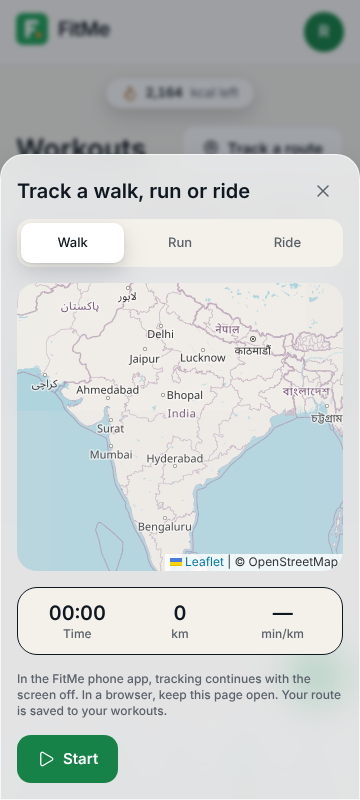 FitMe
R
2,164 kcal left
Workouts
Track a route
Track a walk, run or ride
Walk
Run
Ride
لاہور
پاکستان
Delhi
नेपाल
Jaipur
Lucknow
काठमाडौं
کراچی
Ahmedabad
Bhopal
বাংলাদেশ
India
চট্টগ্রাম
Surat
Mumbai
Hyderabad
Bengaluru
Leaflet | © OpenStreetMap
00:00
0
—
Time
km
min/km
In the FitMe phone app, tracking continues with the
screen off. In a browser, keep this page open. Your route
is saved to your workouts.
Start